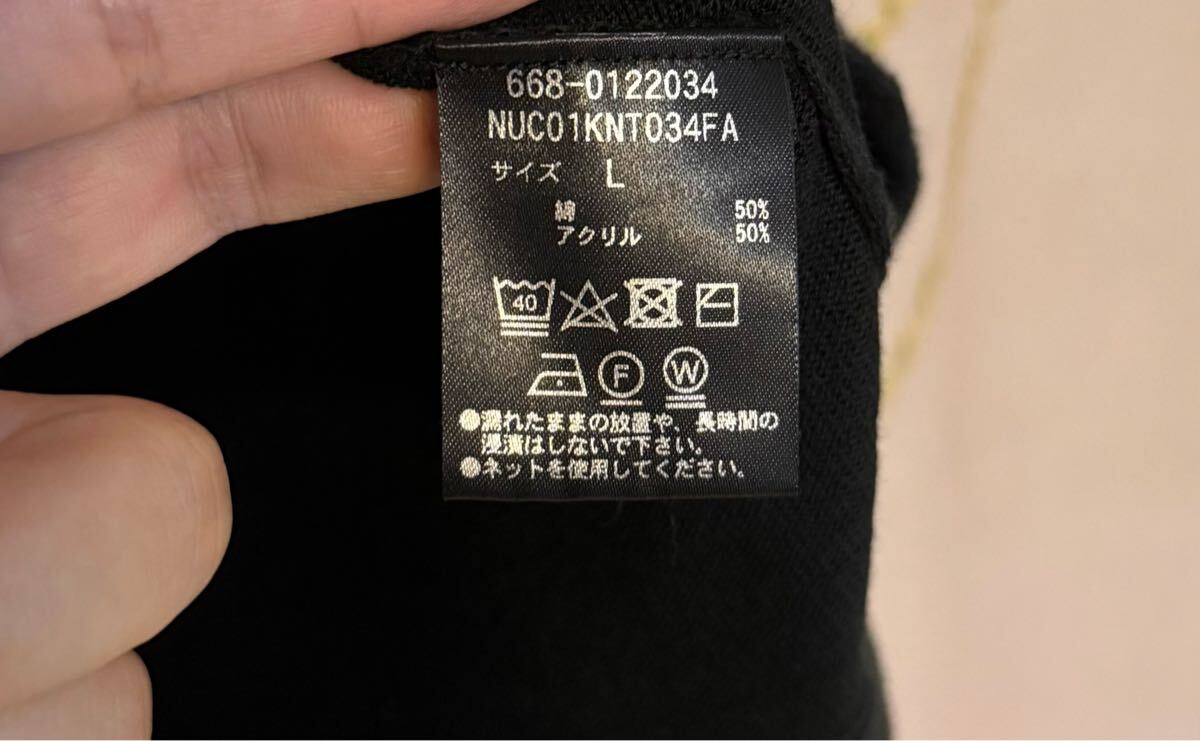 668-0122034
NUC01KNT034FA
サイズ L
綿 50%
アクリル 50%
40
F W
●濡れたままの放置や、長時間の
浸漬はしないで下さい。
●ネットを使用してください。